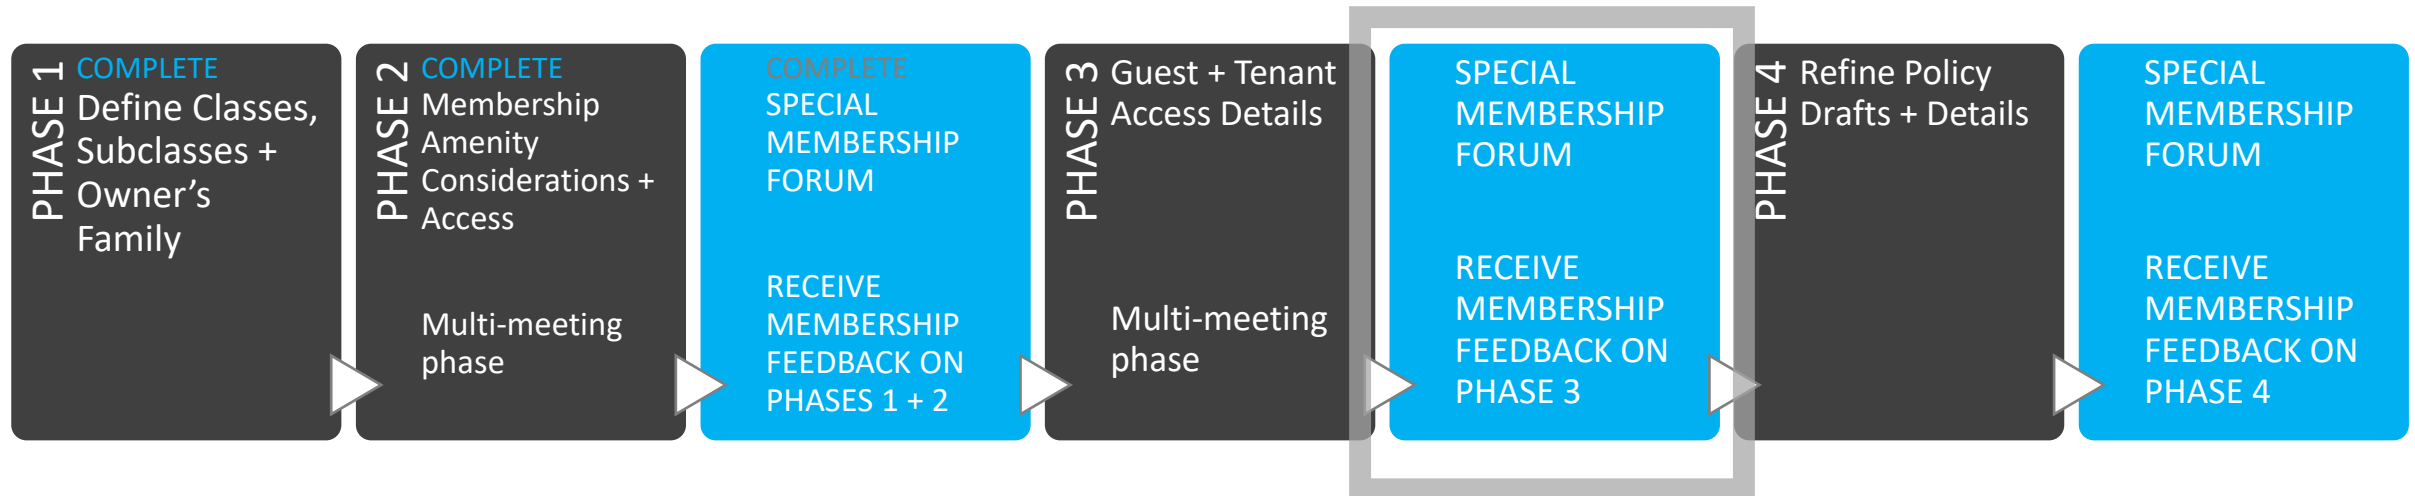 PHASE 1
COMPLETE
Define Classes,
Subclasses +
Owner’s
Family
PHASE 2
COMPLETE
Membership
Amenity
Considerations +
Access
Multi-meeting
phase
COMPLETE
SPECIAL
MEMBERSHIP
FORUM
RECEIVE
MEMBERSHIP
FEEDBACK ON
PHASES 1 + 2
PHASE 3
Guest + Tenant
Access Details
Multi-meeting
phase
SPECIAL
MEMBERSHIP
FORUM
RECEIVE
MEMBERSHIP
FEEDBACK ON
PHASE 3
PHASE 4
Refine Policy
Drafts + Details
SPECIAL
MEMBERSHIP
FORUM
RECEIVE
MEMBERSHIP
FEEDBACK ON
PHASE 4